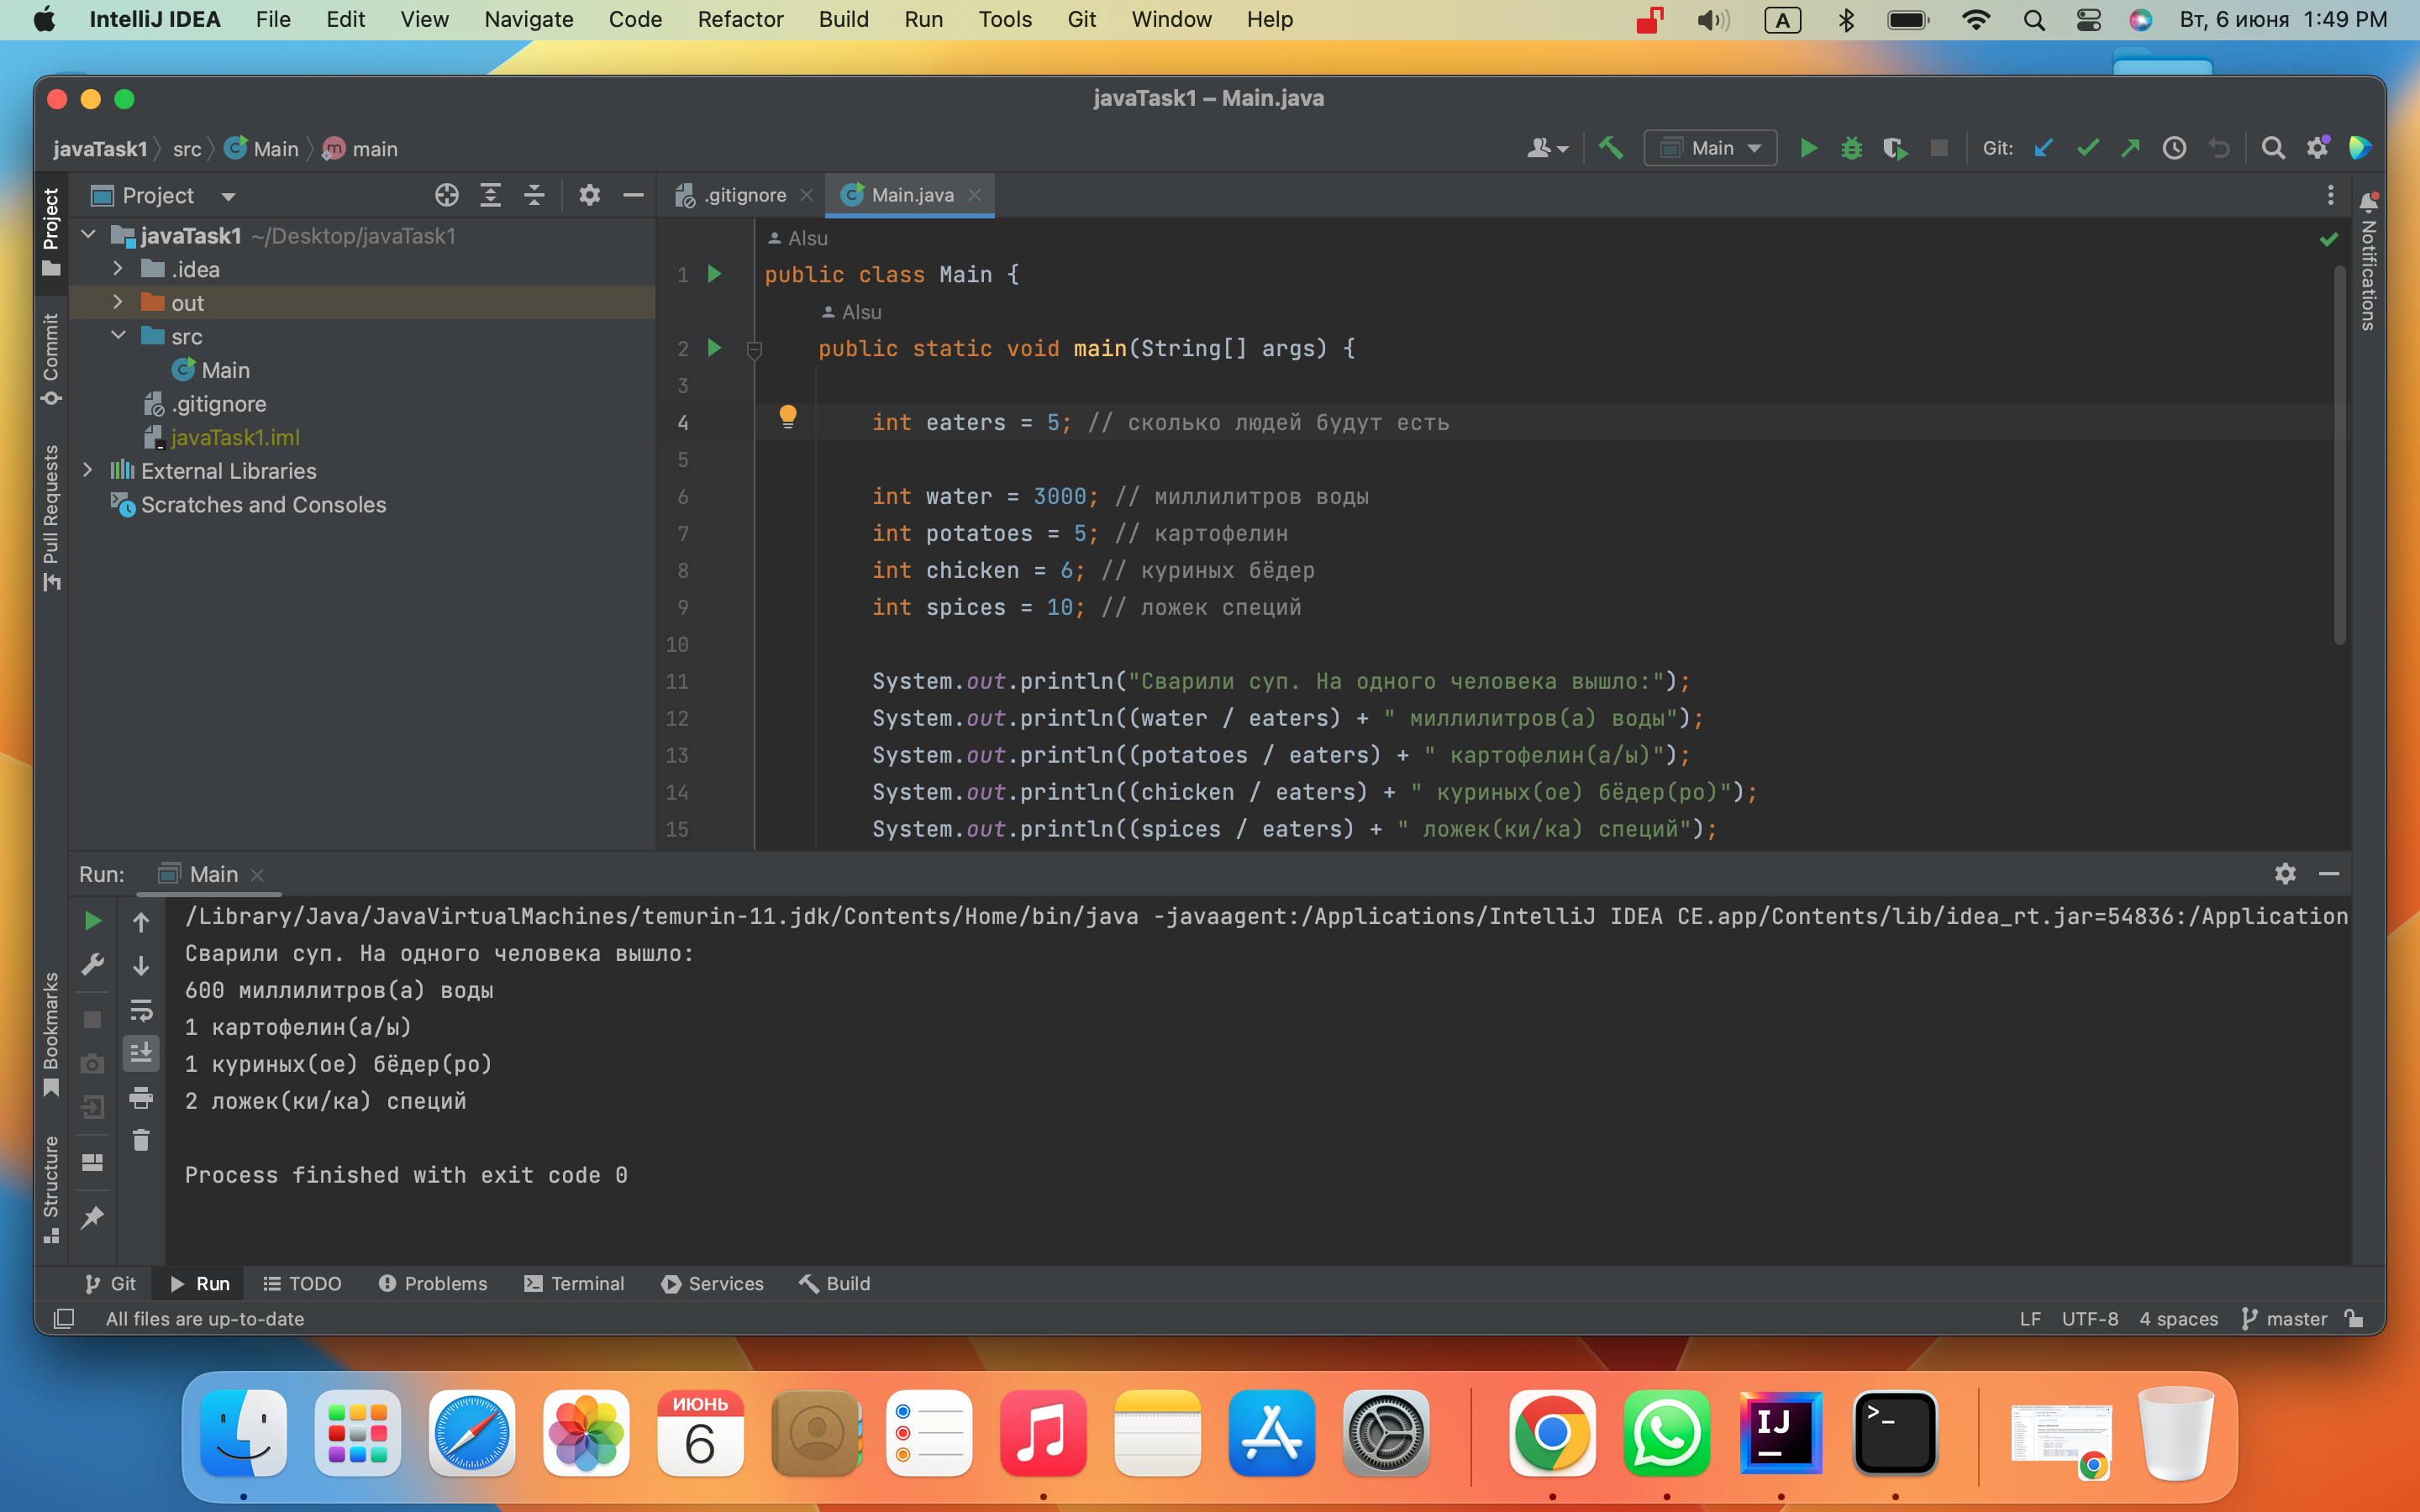 IntelliJ IDEA File Edit View Navigate Code Refactor Build Run Tools Git Window Help A Вт, 6 июня 1:49 PM
javaTask1 – Main.java
javaTask1 src Main main
Main Git:
Project
Commit
Pull Requests
Bookmarks
Structure
Notifications
Project
javaTask1 ~/Desktop/javaTask1
.idea
out
src
Main
.gitignore
javaTask1.iml
External Libraries
Scratches and Consoles
.gitignore Main.java
Alsu
1 public class Main {
Alsu
2 public static void main(String[] args) {
3
4 int eaters = 5; // сколько людей будут есть
5
6 int water = 3000; // миллилитров воды
7 int potatoes = 5; // картофелин
8 int chicken = 6; // куриных бёдер
9 int spices = 10; // ложек специй
10
11 System.out.println("Сварили суп. На одного человека вышло:");
12 System.out.println((water / eaters) + " миллилитров(а) воды");
13 System.out.println((potatoes / eaters) + " картофелин(а/ы)");
14 System.out.println((chicken / eaters) + " куриных(ое) бёдер(ро)");
15 System.out.println((spices / eaters) + " ложек(ки/ка) специй");
Run: Main
/Library/Java/JavaVirtualMachines/temurin-11.jdk/Contents/Home/bin/java -javaagent:/Applications/IntelliJ IDEA CE.app/Contents/lib/idea_rt.jar=54836:/Application
Сварили суп. На одного человека вышло:
600 миллилитров(а) воды
1 картофелин(а/ы)
1 куриных(ое) бёдер(ро)
2 ложек(ки/ка) специй
Process finished with exit code 0
Git Run TODO Problems Terminal Services Build
All files are up-to-date
LF UTF-8 4 spaces master
ИЮНЬ
6
IJ
>_